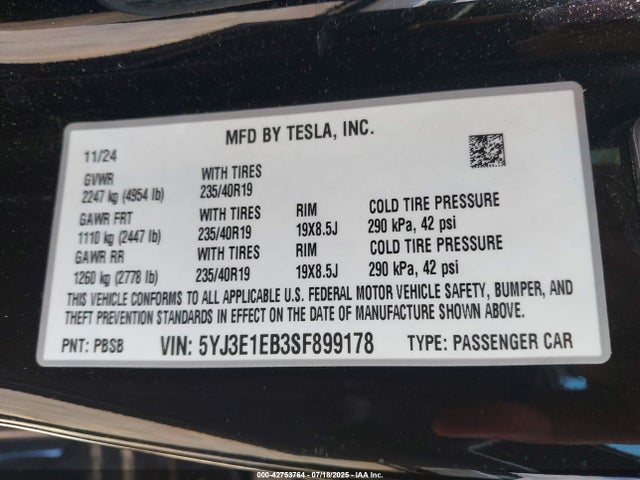 MFD BY TESLA, INC.
11/24
GVWR WITH TIRES
2247 kg (4954 lb) 235/40R19
GAWR FRT WITH TIRES RIM COLD TIRE PRESSURE
1110 kg (2447 lb) 235/40R19 19X8.5J 290 kPa, 42 psi
GAWR RR WITH TIRES RIM COLD TIRE PRESSURE
1260 kg (2778 lb) 235/40R19 19X8.5J 290 kPa, 42 psi
THIS VEHICLE CONFORMS TO ALL APPLICABLE U.S. FEDERAL MOTOR VEHICLE SAFETY, BUMPER, AND
THEFT PREVENTION STANDARDS IN EFFECT ON THE DATE OF MANUFACTURE SHOWN ABOVE.
PNT: PBSB VIN: 5YJ3E1EB3SF899178 TYPE: PASSENGER CAR
000-42753764 - 07/18/2025 - IAA Inc.